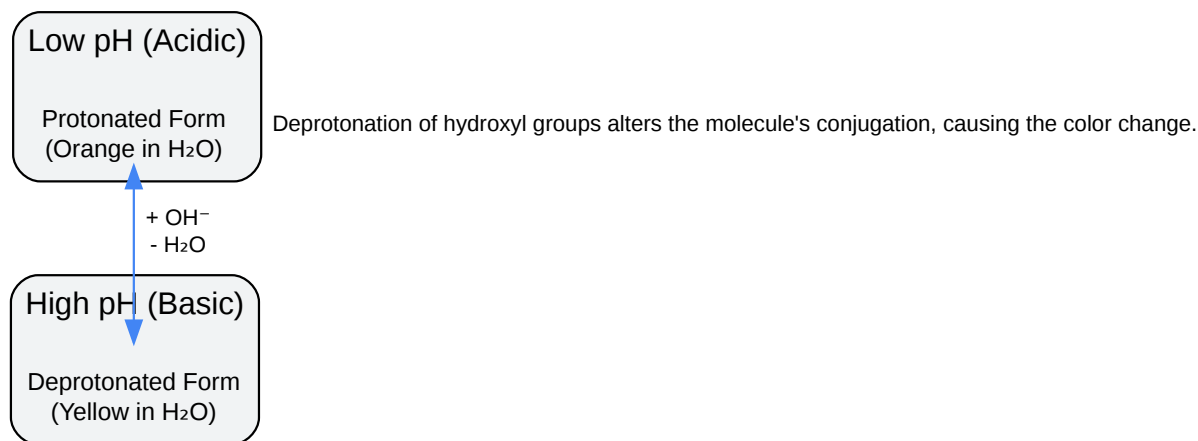 Low pH (Acidic)
Protonated Form
(Orange in H₂O)
Deprotonation of hydroxyl groups alters the molecule's conjugation, causing the color change.
+ OH⁻
- H₂O
High pH (Basic)
Deprotonated Form
(Yellow in H₂O)